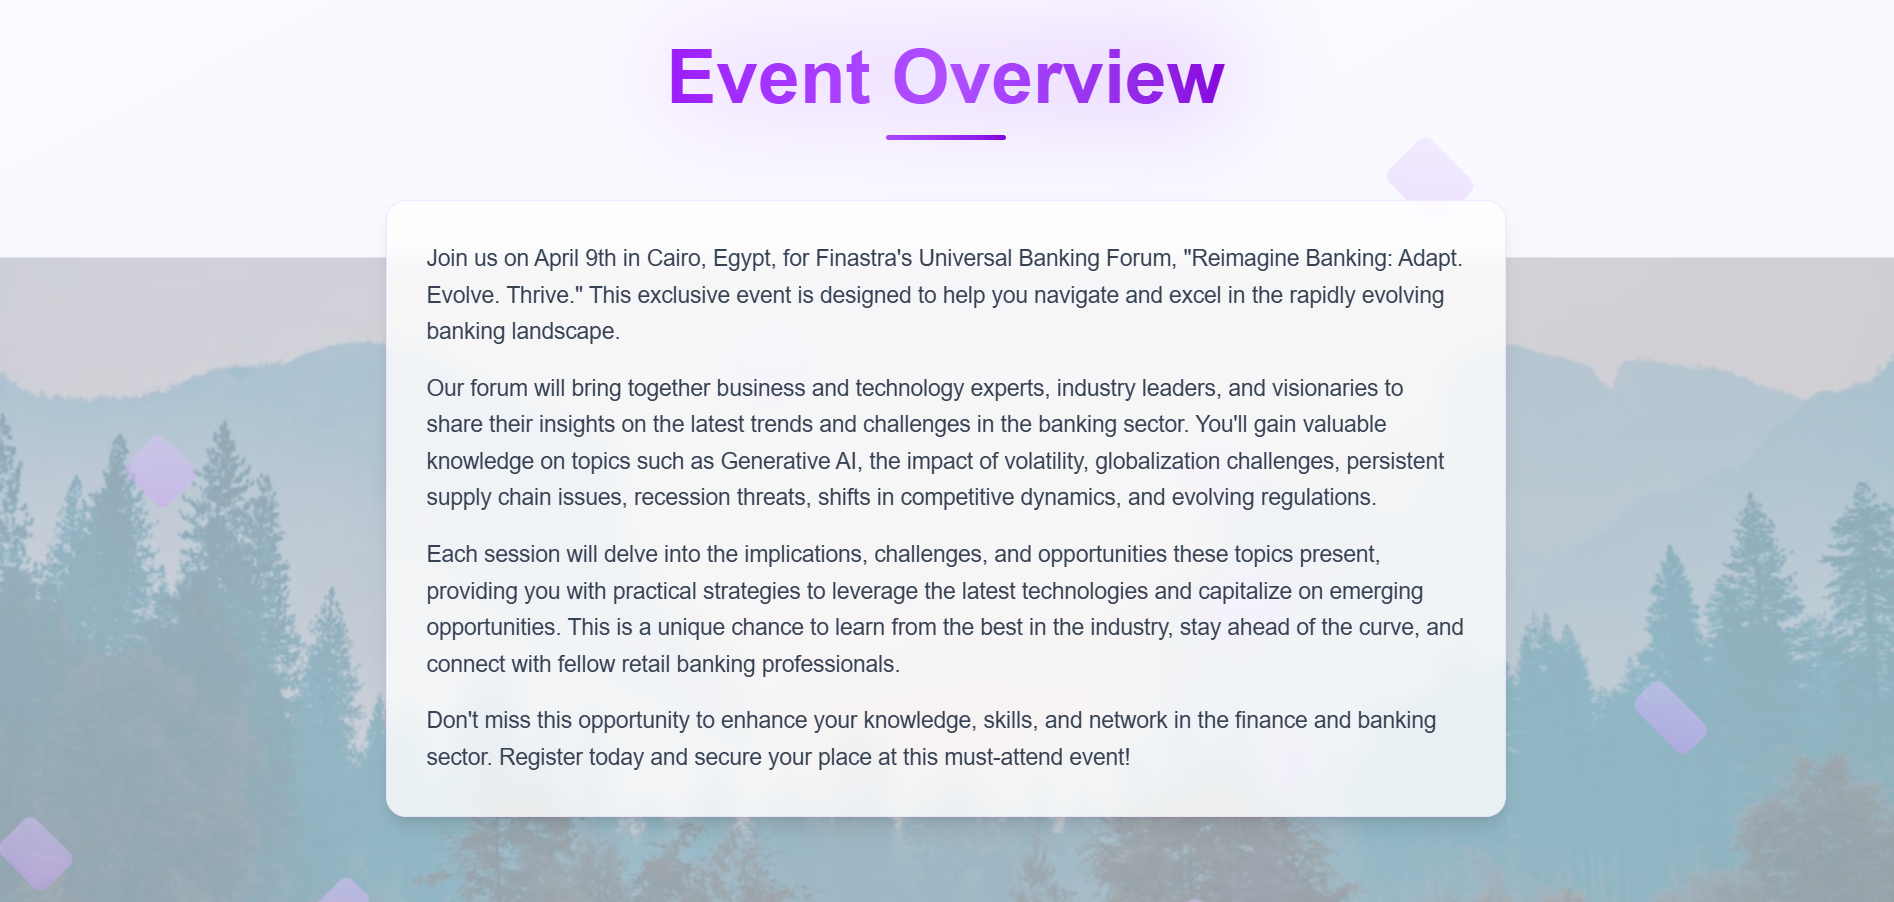 Event Overview
Join us on April 9th in Cairo, Egypt, for Finastra's Universal Banking Forum, "Reimagine Banking: Adapt.
Evolve. Thrive." This exclusive event is designed to help you navigate and excel in the rapidly evolving
banking landscape.
Our forum will bring together business and technology experts, industry leaders, and visionaries to
share their insights on the latest trends and challenges in the banking sector. You'll gain valuable
knowledge on topics such as Generative AI, the impact of volatility, globalization challenges, persistent
supply chain issues, recession threats, shifts in competitive dynamics, and evolving regulations.
Each session will delve into the implications, challenges, and opportunities these topics present,
providing you with practical strategies to leverage the latest technologies and capitalize on emerging
opportunities. This is a unique chance to learn from the best in the industry, stay ahead of the curve, and
connect with fellow retail banking professionals.
Don't miss this opportunity to enhance your knowledge, skills, and network in the finance and banking
sector. Register today and secure your place at this must-attend event!